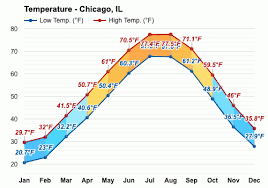 Temperature - Chicago, IL
Low Temp. (°F) High Temp. (°F)
80
70
60
50
40
30
20
29.7°F
32°F
41.5°F
50.7°F
61°F
70.5°F
71.1°F
59.5°F
46°F
35.8°F
20.7°F
23°F
32.2°F
40.6°F
50.4°F
60.3°F
61.2°F
48.9°F
36.5°F
27.9°F
Jan Feb Mar Apr May Jun Jul Aug Sep Oct Nov Dec